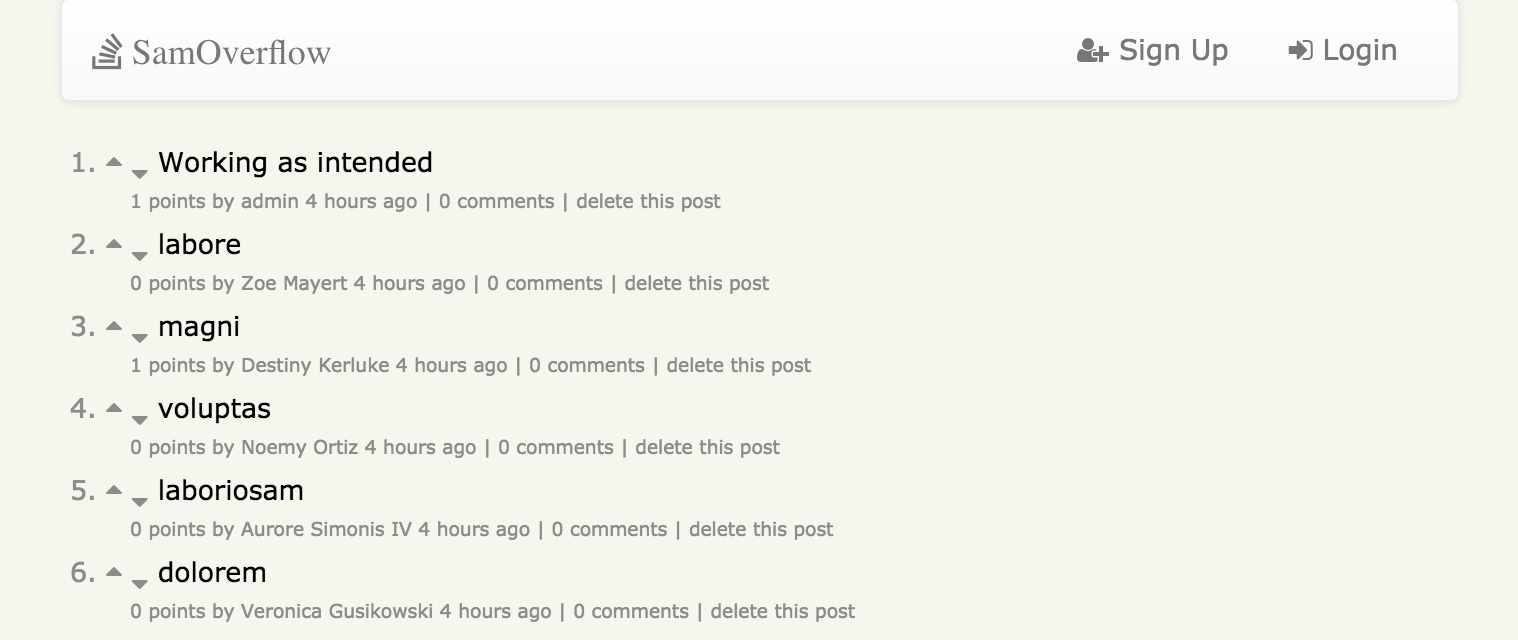 SamOverflow Sign Up Login
1. Working as intended
1 points by admin 4 hours ago | 0 comments | delete this post
2. labore
0 points by Zoe Mayert 4 hours ago | 0 comments | delete this post
3. magni
1 points by Destiny Kerluke 4 hours ago | 0 comments | delete this post
4. voluptas
0 points by Noemy Ortiz 4 hours ago | 0 comments | delete this post
5. laboriosam
0 points by Aurore Simonis IV 4 hours ago | 0 comments | delete this post
6. dolorem
0 points by Veronica Gusikowski 4 hours ago | 0 comments | delete this post